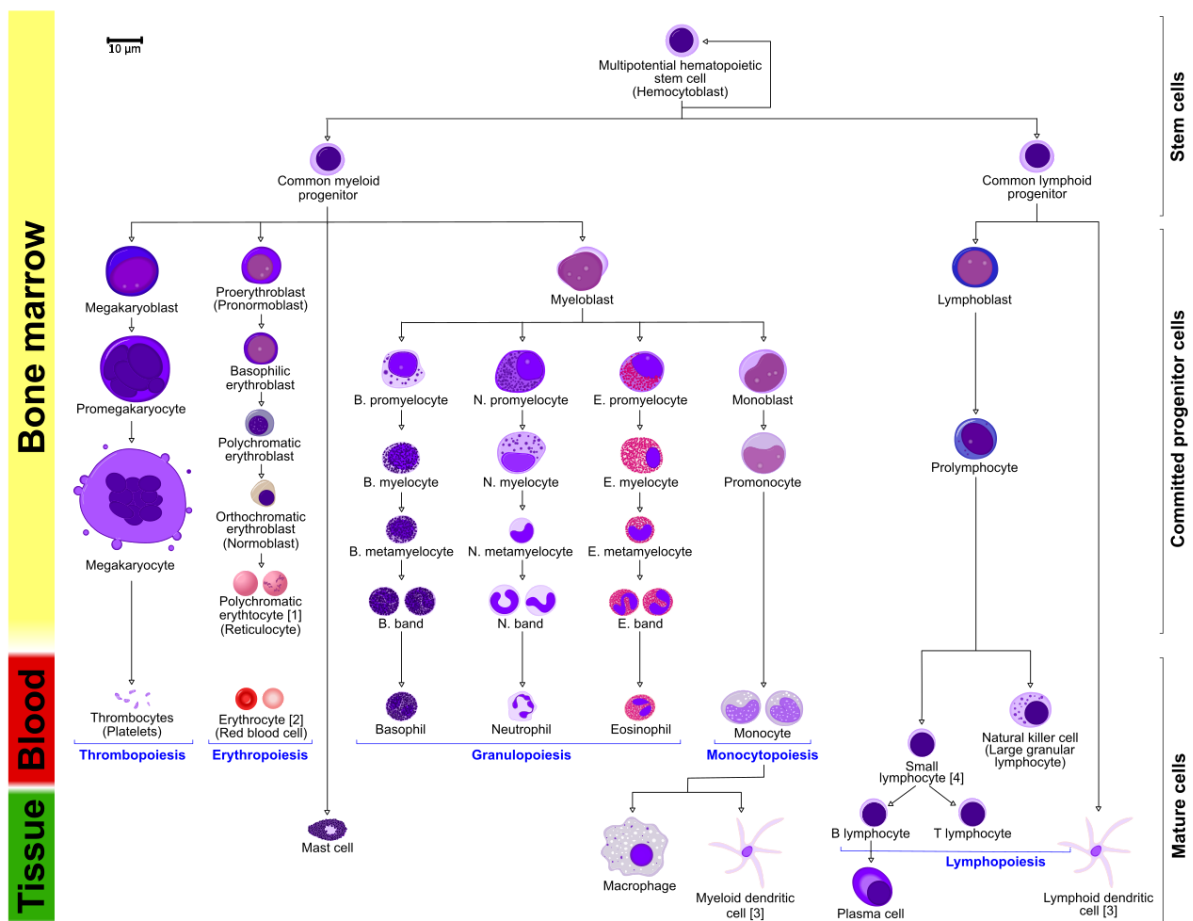 10 µm
Multipotential hematopoietic
stem cell
(Hemocytoblast)
Common myeloid
progenitor
Common lymphoid
progenitor
Stem cells
Bone marrow
Megakaryoblast
Proerythroblast
(Pronormoblast)
Myeloblast
Lymphoblast
Committed progenitor cells
Promegakaryocyte
Basophilic
erythroblast
B. promyelocyte
N. promyelocyte
E. promyelocyte
Monoblast
Polychromatic
erythroblast
B. myelocyte
N. myelocyte
E. myelocyte
Promonocyte
Prolymphocyte
Megakaryocyte
Orthochromatic
erythroblast
(Normoblast)
B. metamyelocyte
N. metamyelocyte
E. metamyelocyte
Polychromatic
erythtocyte [1]
(Reticulocyte)
B. band
N. band
E. band
Blood
Thrombocytes
(Platelets)
Erythrocyte [2]
(Red blood cell)
Basophil
Neutrophil
Eosinophil
Monocyte
Natural killer cell
(Large granular
lymphocyte)
Small
lymphocyte [4]
Thrombopoiesis
Erythropoiesis
Granulopoiesis
Monocytopoiesis
Mature cells
Tissue
Mast cell
Macrophage
Myeloid dendritic
cell [3]
B lymphocyte
T lymphocyte
Lymphopoiesis
Plasma cell
Lymphoid dendritic
cell [3]